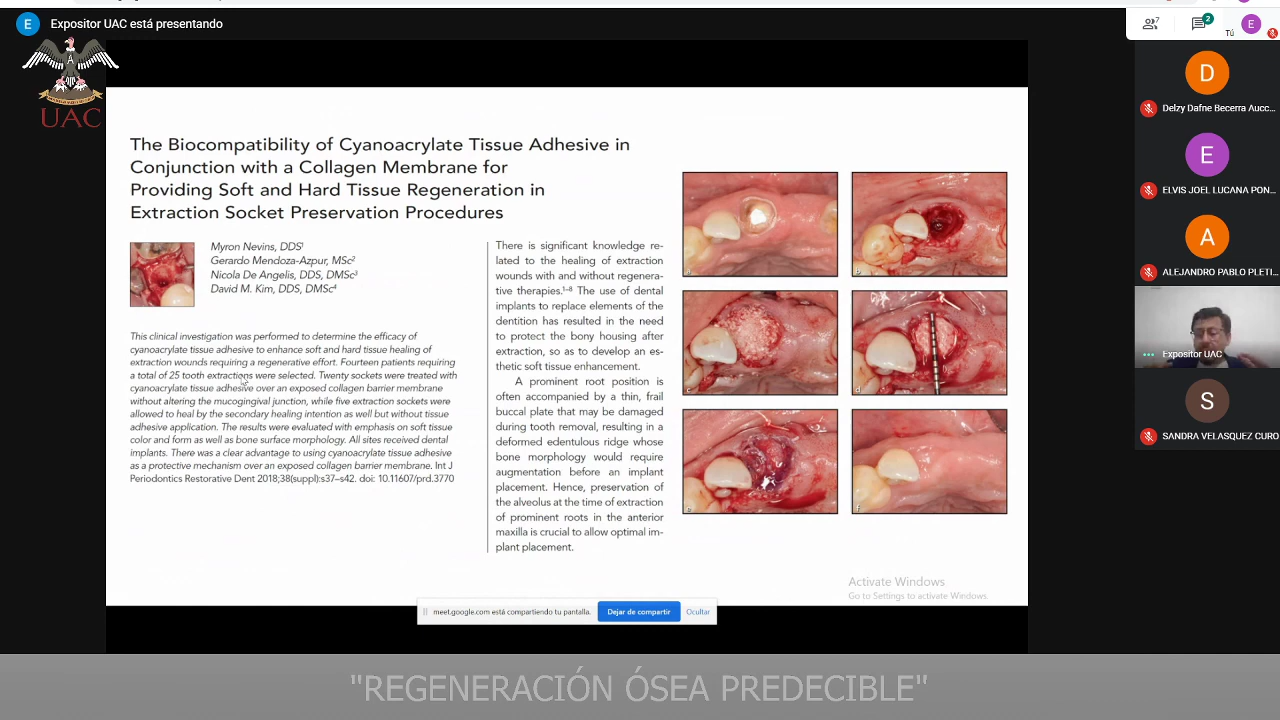 Expositor UAC está presentando
7
2
Tú
E
E
A
UAC
The Biocompatibility of Cyanoacrylate Tissue Adhesive in
Conjunction with a Collagen Membrane for
Providing Soft and Hard Tissue Regeneration in
Extraction Socket Preservation Procedures
Myron Nevins, DDS¹
Gerardo Mendoza-Azpur, MSc²
Nicola De Angelis, DDS, DMSc³
David M. Kim, DDS, DMSc⁴
This clinical investigation was performed to determine the efficacy of
cyanoacrylate tissue adhesive to enhance soft and hard tissue healing of
extraction wounds requiring a regenerative effort. Fourteen patients requiring
a total of 25 tooth extractions were selected. Twenty sockets were treated with
cyanoacrylate tissue adhesive over an exposed collagen barrier membrane
without altering the mucogingival junction, while five extraction sockets were
allowed to heal by the secondary healing intention as well but without tissue
adhesive application. The results were evaluated with emphasis on soft tissue
color and form as well as bone surface morphology. All sites received dental
implants. There was a clear advantage to using cyanoacrylate tissue adhesive
as a protective mechanism over an exposed collagen barrier membrane. Int J
Periodontics Restorative Dent 2018;38(suppl):s37–s42. doi: 10.11607/prd.3770
There is significant knowledge re-
lated to the healing of extraction
wounds with and without regenera-
tive therapies.¹⁻⁸ The use of dental
implants to replace elements of the
dentition has resulted in the need
to protect the bony housing after
extraction, so as to develop an es-
thetic soft tissue enhancement.
A prominent root position is
often accompanied by a thin, frail
buccal plate that may be damaged
during tooth removal, resulting in a
deformed edentulous ridge whose
bone morphology would require
augmentation before an implant
placement. Hence, preservation of
the alveolus at the time of extraction
of prominent roots in the anterior
maxilla is crucial to allow optimal im-
plant placement.
a
b
c
d
e
f
Activate Windows
Go to Settings to activate Windows.
meet.google.com está compartiendo tu pantalla.
Dejar de compartir
Ocultar
D
Delzy Dafne Becerra Aucc...
E
ELVIS JOEL LUCANA PON...
A
ALEJANDRO PABLO PLETI...
Expositor UAC
S
SANDRA VELASQUEZ CURO
"REGENERACIÓN ÓSEA PREDECIBLE"